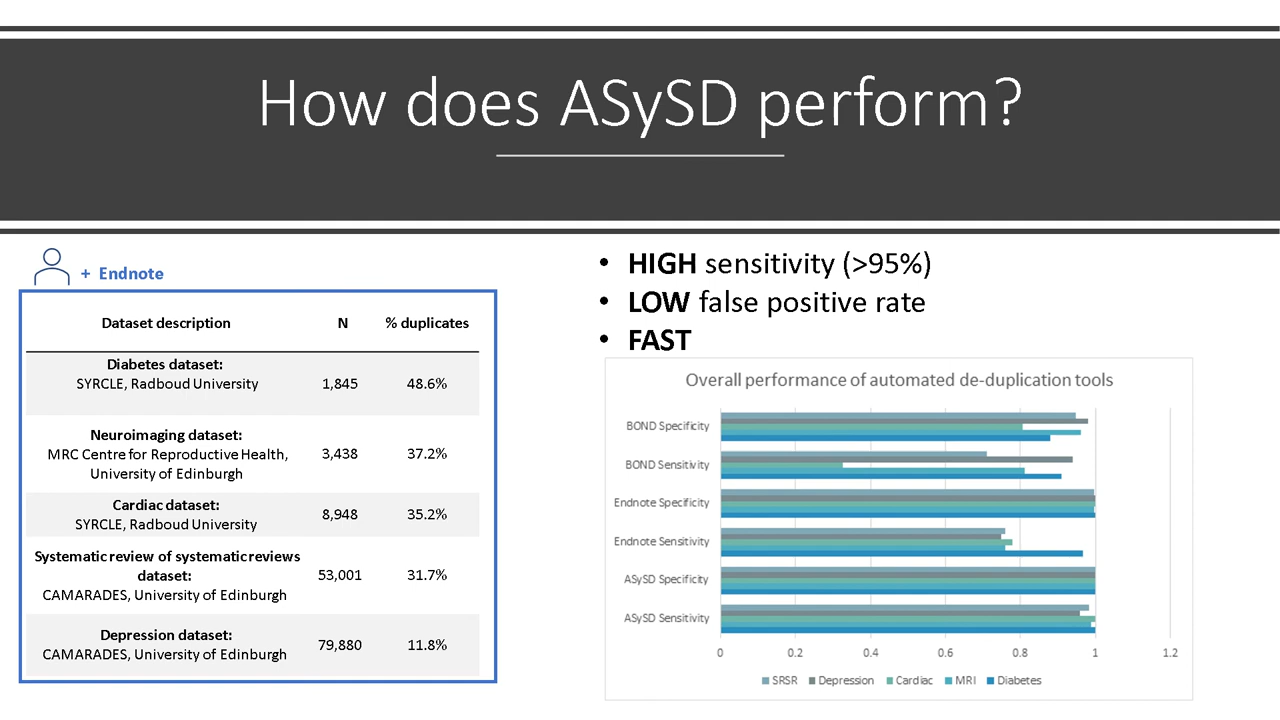 How does ASySD perform?
+ Endnote
Dataset description N % duplicates
Diabetes dataset:
SYRCLE, Radboud University 1,845 48.6%
Neuroimaging dataset:
MRC Centre for Reproductive Health, 3,438 37.2%
University of Edinburgh
Cardiac dataset:
SYRCLE, Radboud University 8,948 35.2%
Systematic review of systematic reviews
dataset: 53,001 31.7%
CAMARADES, University of Edinburgh
Depression dataset:
CAMARADES, University of Edinburgh 79,880 11.8%
• HIGH sensitivity (>95%)
• LOW false positive rate
• FAST
Overall performance of automated de-duplication tools
BOND Specificity
BOND Sensitivity
Endnote Specificity
Endnote Sensitivity
ASySD Specificity
ASySD Sensitivity
0 0.2 0.4 0.6 0.8 1 1.2
SRSR Depression Cardiac MRI Diabetes